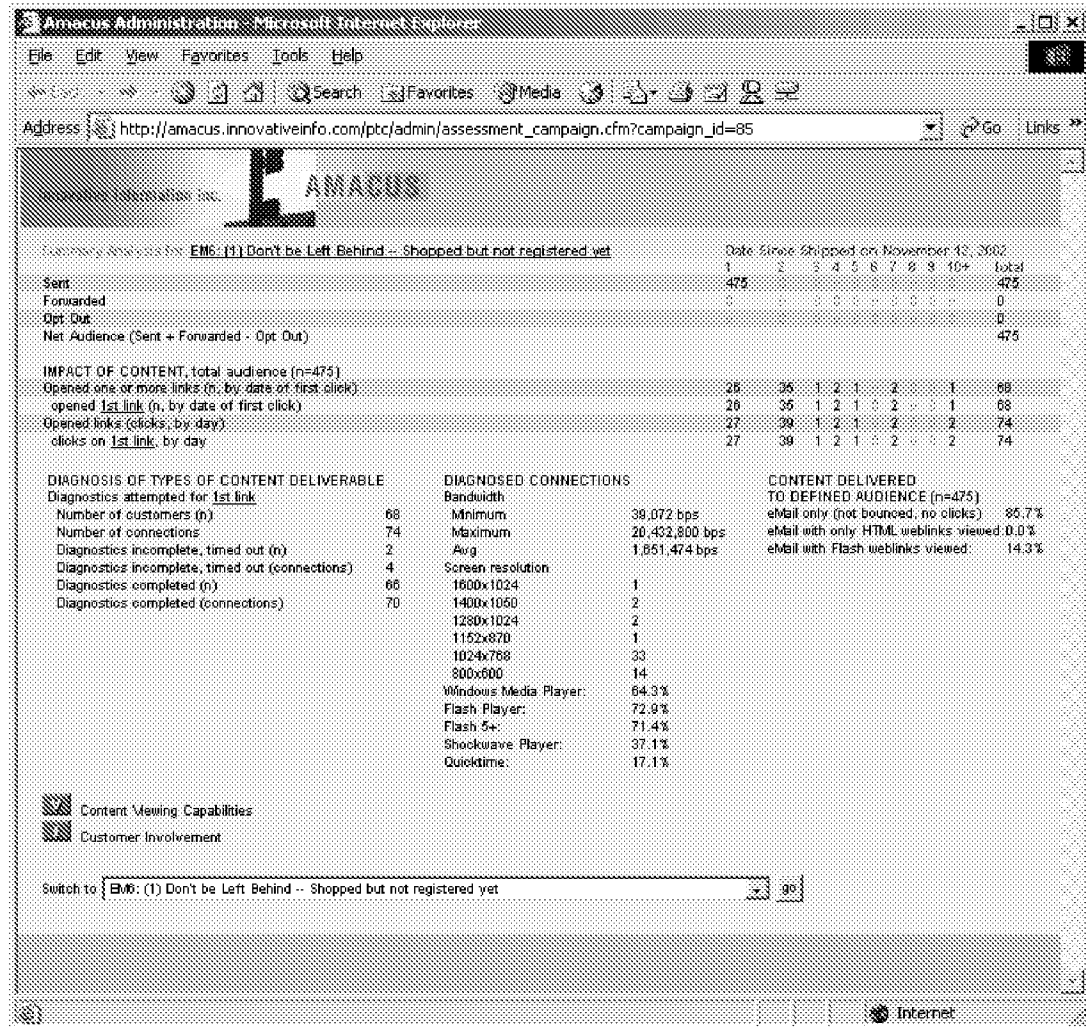 Amacus Administration - Microsoft Internet Explorer
File Edit View Favorites Tools Help
Search Favorites Media
Address http://amacus.innovativeinfo.com/ptc/admin/assessment_campaign.cfm?campaign_id=85 Go Links
Information Inc. AMACUS
Summary Analysis for EM6: (1) Don't be Left Behind -- Shopped but not registered yet Date Since Shipped on November 13, 2002
1 2 3 4 5 6 7 8 9 10+ total
Sent 475 475
Forwarded 0
Opt Out 0
Net Audience (Sent + Forwarded - Opt Out) 475
IMPACT OF CONTENT, total audience (n=475)
Opened one or more links (n, by date of first click) 26 35 1 2 1 2 1 68
opened 1st link (n, by date of first click) 26 35 1 2 1 2 1 68
Opened links (clicks, by day) 27 39 1 2 1 2 2 74
clicks on 1st link, by day 27 39 1 2 1 2 2 74
DIAGNOSIS OF TYPES OF CONTENT DELIVERABLE DIAGNOSED CONNECTIONS CONTENT DELIVERED
Diagnostics attempted for 1st link Bandwidth TO DEFINED AUDIENCE (n=475)
Number of customers (n) 68 Minimum 39,072 bps eMail only (not bounced, no clicks) 85.7%
Number of connections 74 Maximum 20,432,800 bps eMail with only HTML weblinks viewed: 0.0%
Diagnostics incomplete, timed out (n) 2 Avg 1,651,474 bps eMail with Flash weblinks viewed: 14.3%
Diagnostics incomplete, timed out (connections) 4 Screen resolution
Diagnostics completed (n) 66 1600x1024 1
Diagnostics completed (connections) 70 1400x1050 2
1280x1024 2
1152x870 1
1024x768 33
800x600 14
Windows Media Player: 64.3%
Flash Player: 72.9%
Flash 5+: 71.4%
Shockwave Player: 37.1%
Quicktime: 17.1%
Content Viewing Capabilities
Customer Involvement
Switch to EM6: (1) Don't be Left Behind -- Shopped but not registered yet go
Internet